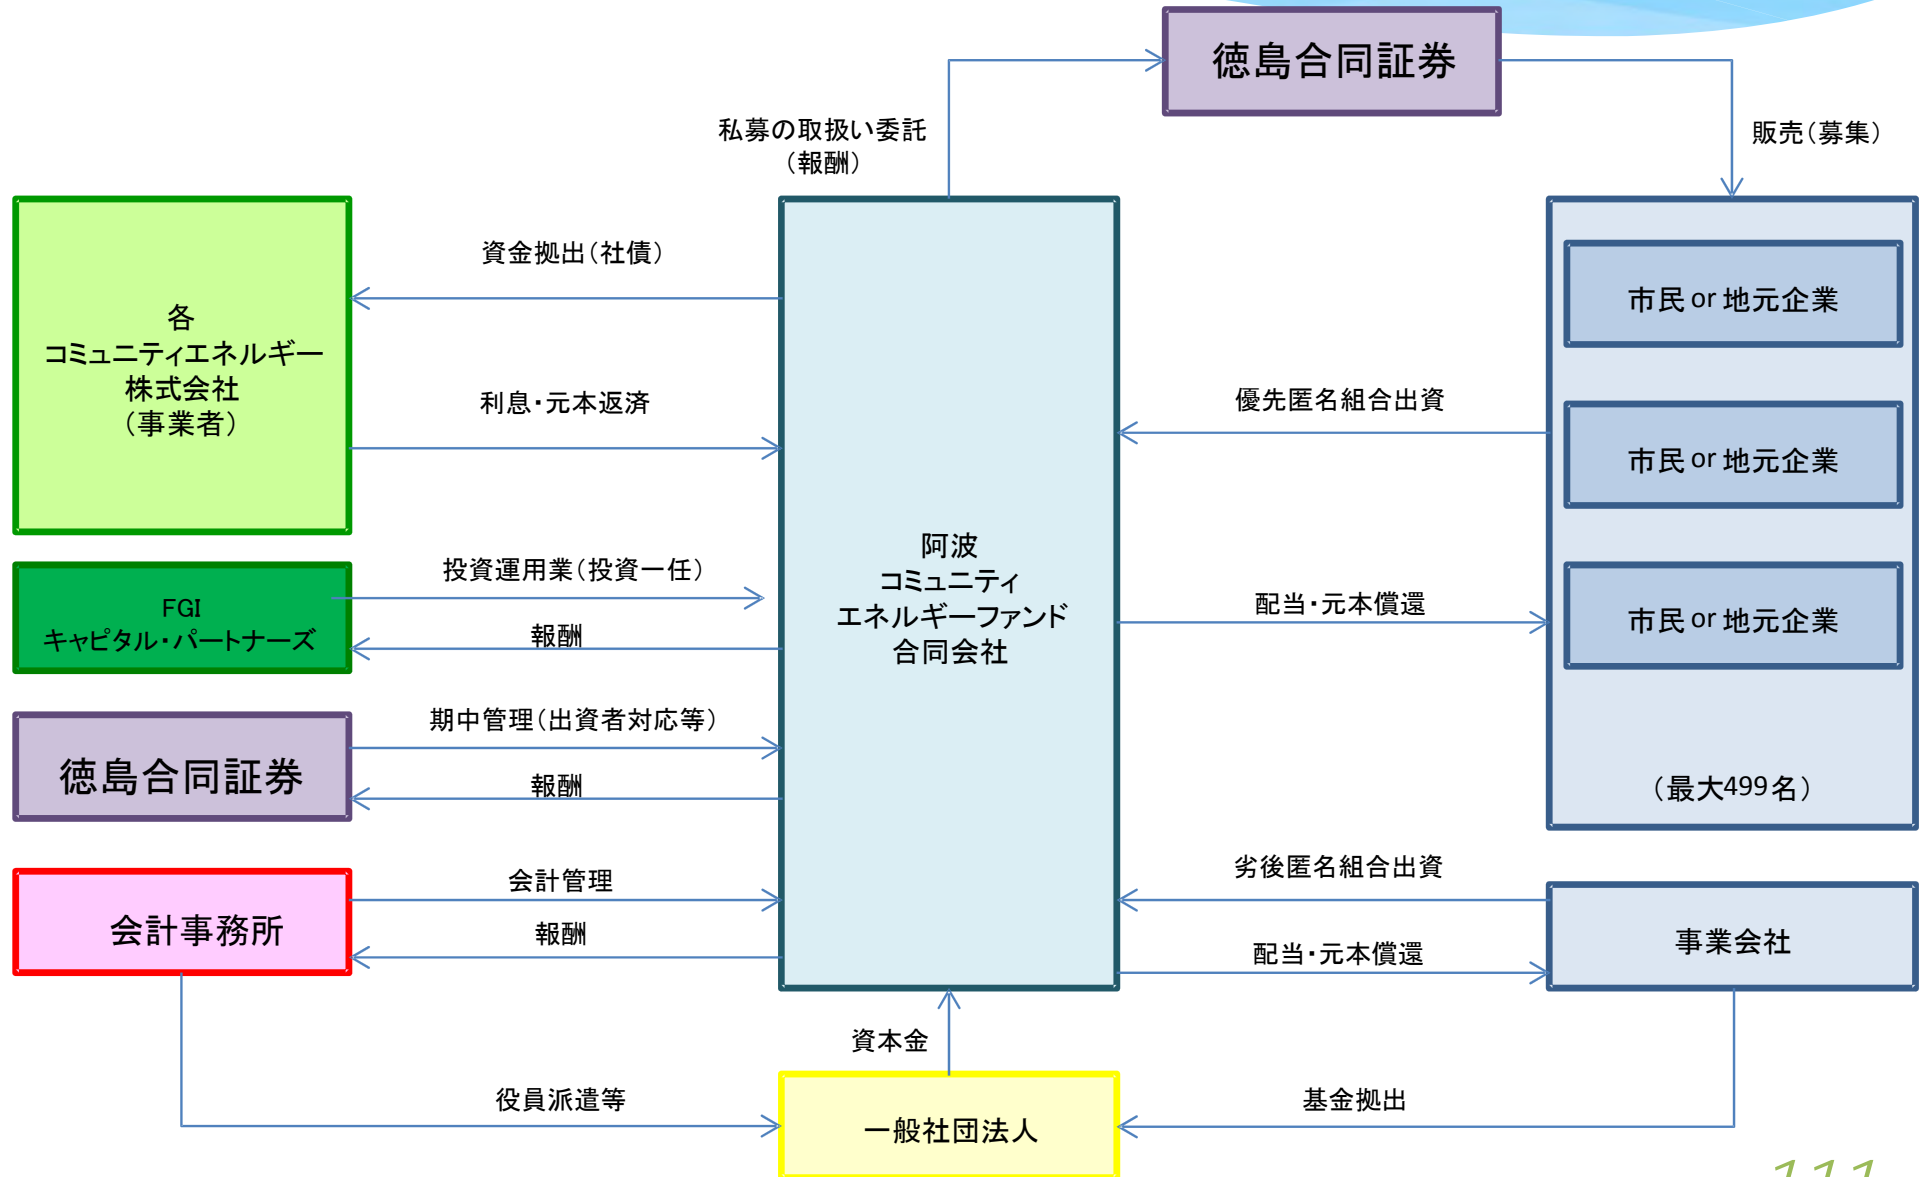 徳島合同証券
私募の取扱い委託
（報酬）
販売（募集）
資金拠出（社債）
各
コミュニティエネルギー
株式会社
（事業者）
利息・元本返済
市民 or 地元企業
優先匿名組合出資
市民 or 地元企業
阿波
コミュニティ
エネルギーファンド
合同会社
投資運用業（投資一任）
FGI
キャピタル・パートナーズ
報酬
配当・元本償還
市民 or 地元企業
期中管理（出資者対応等）
徳島合同証券
報酬
（最大499名）
会計管理
会計事務所
報酬
劣後匿名組合出資
事業会社
配当・元本償還
資本金
役員派遣等
基金拠出
一般社団法人
111